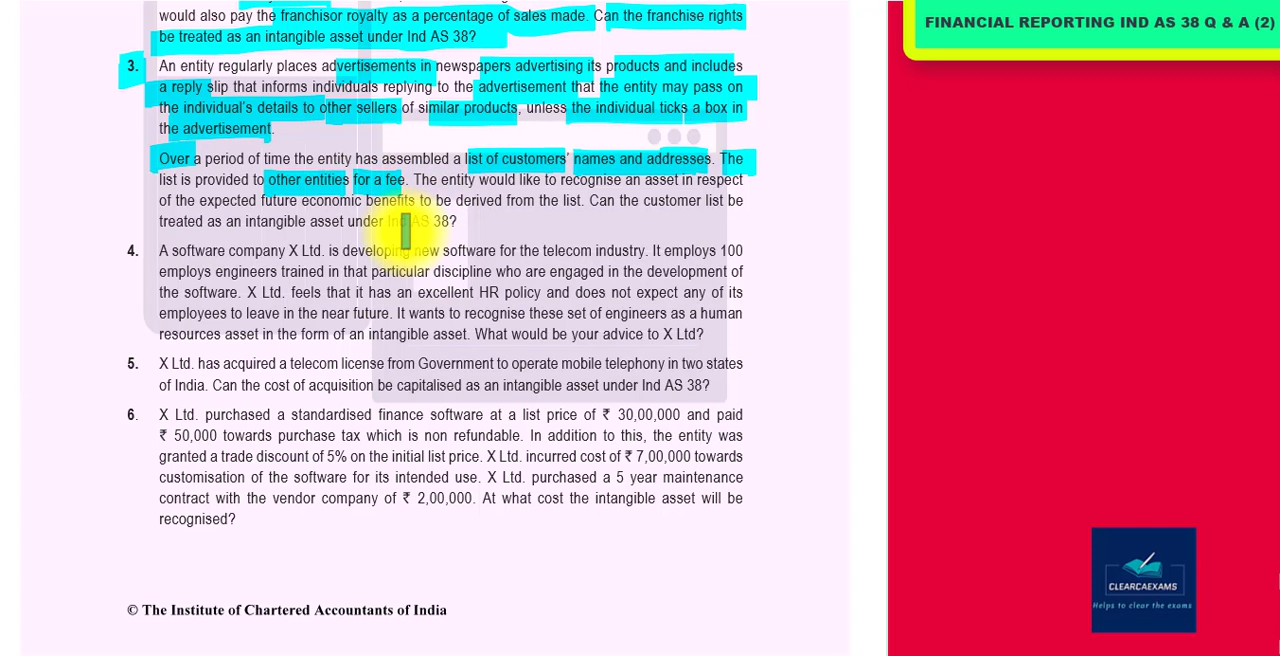 would also pay the franchisor royalty as a percentage of sales made. Can the franchise rights
be treated as an intangible asset under Ind AS 38?
3. An entity regularly places advertisements in newspapers advertising its products and includes
a reply slip that informs individuals replying to the advertisement that the entity may pass on
the individual's details to other sellers of similar products, unless the individual ticks a box in
the advertisement.
Over a period of time the entity has assembled a list of customers' names and addresses. The
list is provided to other entities for a fee. The entity would like to recognise an asset in respect
of the expected future economic benefits to be derived from the list. Can the customer list be
treated as an intangible asset under Ind AS 38?
4. A software company X Ltd. is developing new software for the telecom industry. It employs 100
employs engineers trained in that particular discipline who are engaged in the development of
the software. X Ltd. feels that it has an excellent HR policy and does not expect any of its
employees to leave in the near future. It wants to recognise these set of engineers as a human
resources asset in the form of an intangible asset. What would be your advice to X Ltd?
5. X Ltd. has acquired a telecom license from Government to operate mobile telephony in two states
of India. Can the cost of acquisition be capitalised as an intangible asset under Ind AS 38?
6. X Ltd. purchased a standardised finance software at a list price of ₹ 30,00,000 and paid
₹ 50,000 towards purchase tax which is non refundable. In addition to this, the entity was
granted a trade discount of 5% on the initial list price. X Ltd. incurred cost of ₹ 7,00,000 towards
customisation of the software for its intended use. X Ltd. purchased a 5 year maintenance
contract with the vendor company of ₹ 2,00,000. At what cost the intangible asset will be
recognised?
© The Institute of Chartered Accountants of India
FINANCIAL REPORTING IND AS 38 Q & A (2)
CLEARCAEXAMS
Helps to clear the exams